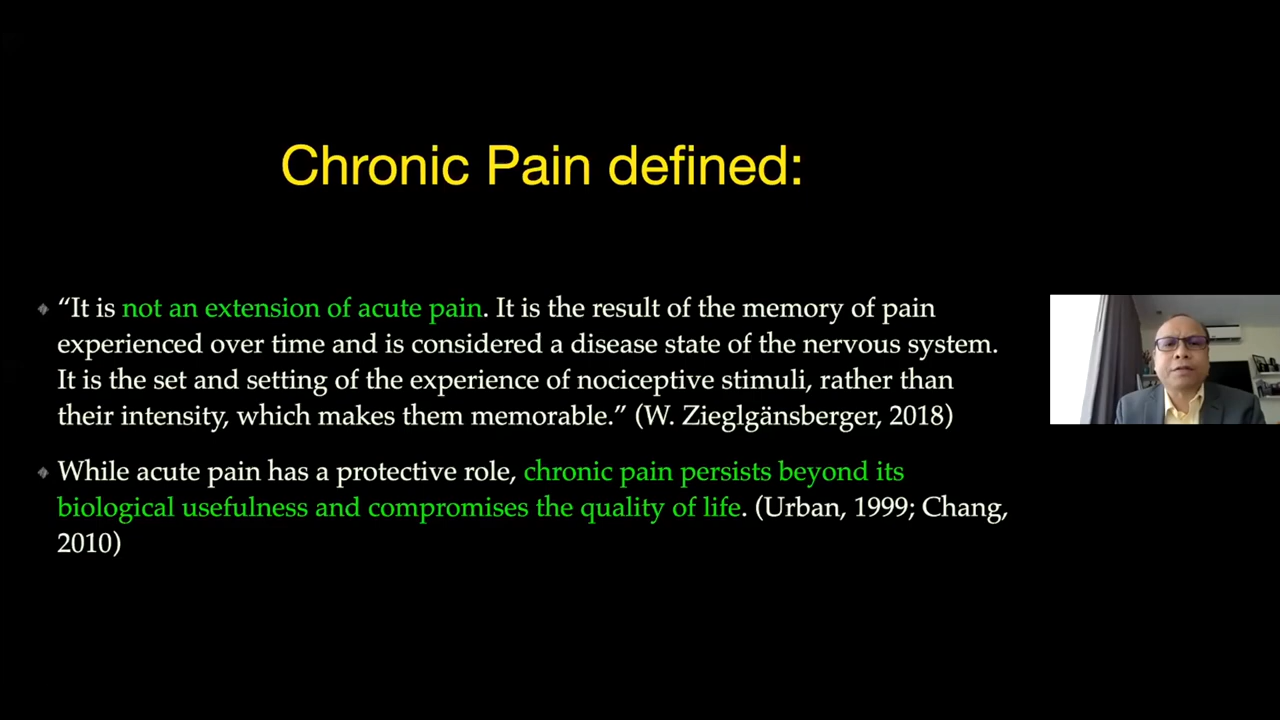 Chronic Pain defined:
“It is not an extension of acute pain. It is the result of the memory of pain
experienced over time and is considered a disease state of the nervous system.
It is the set and setting of the experience of nociceptive stimuli, rather than
their intensity, which makes them memorable.” (W. Zieglgänsberger, 2018)
While acute pain has a protective role, chronic pain persists beyond its
biological usefulness and compromises the quality of life. (Urban, 1999; Chang,
2010)